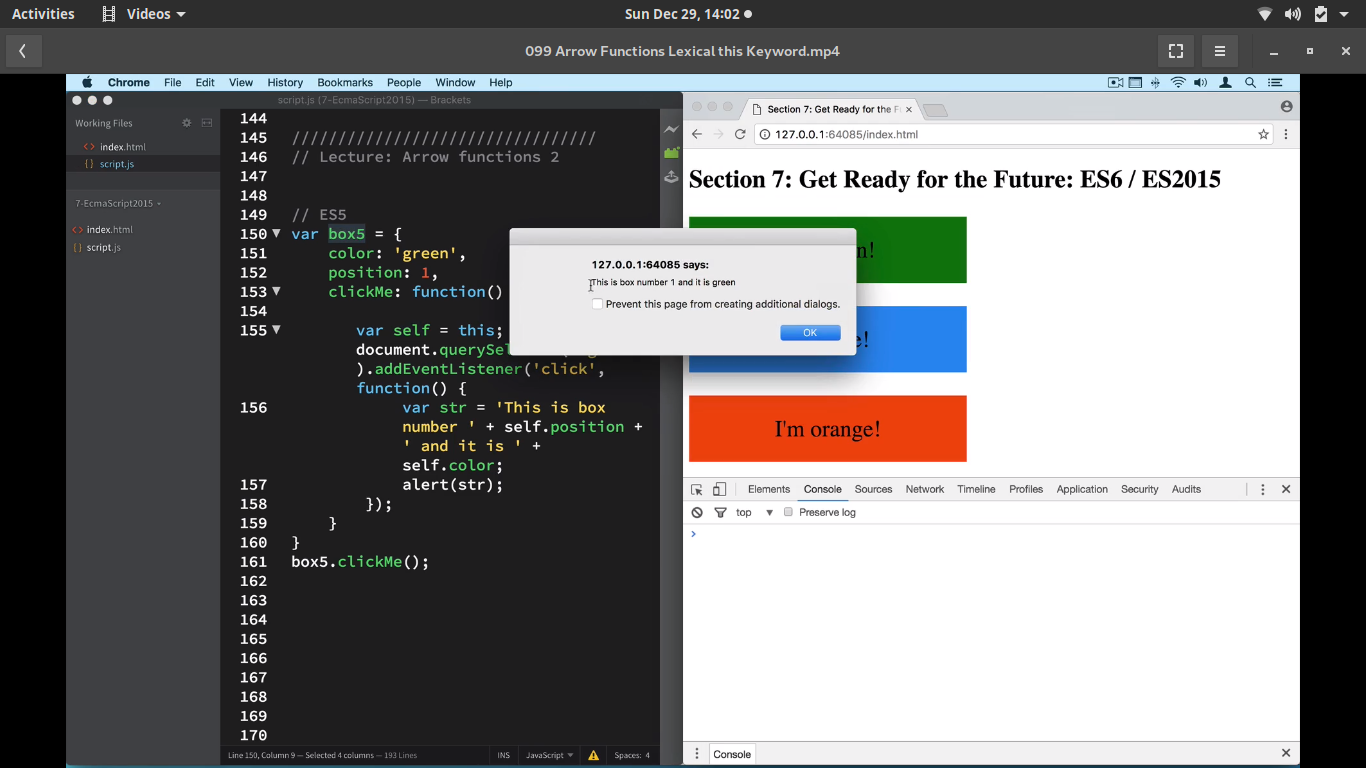 Activities
Videos
Sun Dec 29, 14:02
099 Arrow Functions Lexical this Keyword.mp4
Chrome File Edit View History Bookmarks People Window Help
script.js (7-EcmaScript2015) — Brackets
Working Files
index.html
script.js
7-EcmaScript2015
index.html
script.js
144
145 /////////////////////////////////
146 // Lecture: Arrow functions 2
147
148
149 // ES5
150 var box5 = {
151 color: 'green',
152 position: 1,
153 clickMe: function()
154
155 var self = this;
document.querySel
).addEventListener('click',
function() {
156 var str = 'This is box
number ' + self.position +
' and it is ' +
self.color;
157 alert(str);
158 });
159 }
160 }
161 box5.clickMe();
162
163
164
165
166
167
168
169
170
Line 150, Column 9 — Selected 4 columns — 193 Lines
INS JavaScript Spaces: 4
Section 7: Get Ready for the F
127.0.0.1:64085/index.html
Section 7: Get Ready for the Future: ES6 / ES2015
n!
e!
I'm orange!
127.0.0.1:64085 says:
This is box number 1 and it is green
Prevent this page from creating additional dialogs.
OK
Elements Console Sources Network Timeline Profiles Application Security Audits
top Preserve log
Console